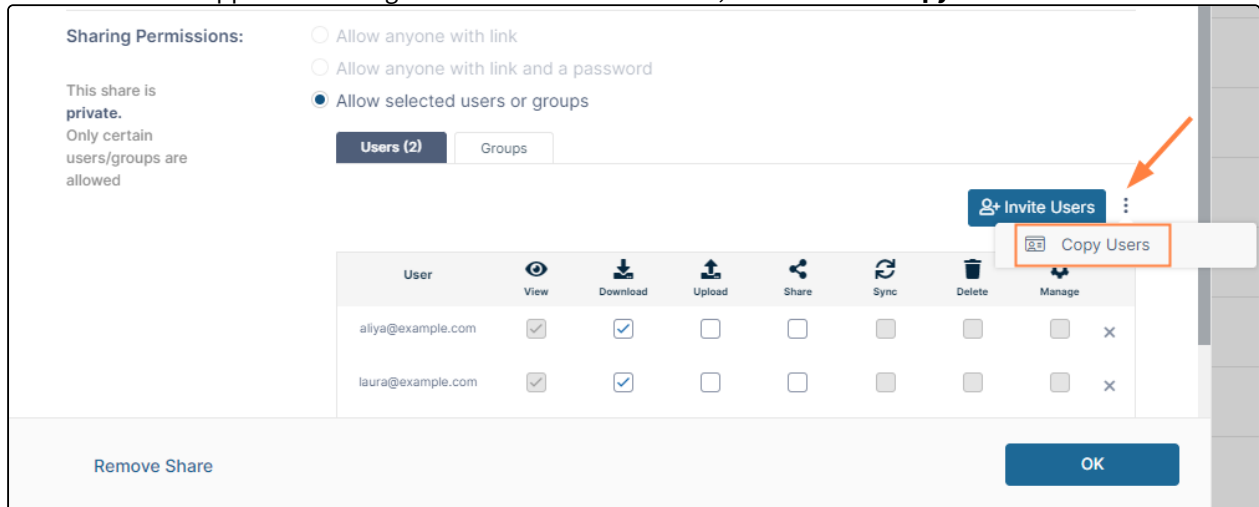 Sharing Permissions:
Allow anyone with link
Allow anyone with link and a password
This share is
private.
Allow selected users or groups
Only certain
users/groups are
allowed
Users (2) Groups
Invite Users
Copy Users
User View Download Upload Share Sync Delete Manage
aliya@example.com
laura@example.com
Remove Share OK